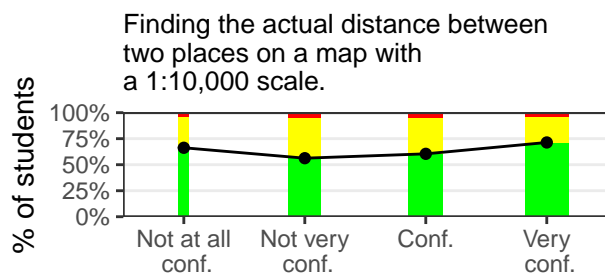 Finding the actual distance between
two places on a map with
a 1:10,000 scale.
% of students
100%
75%
50%
25%
0%
Not at all
conf.
Not very
conf.
Conf.
Very
conf.